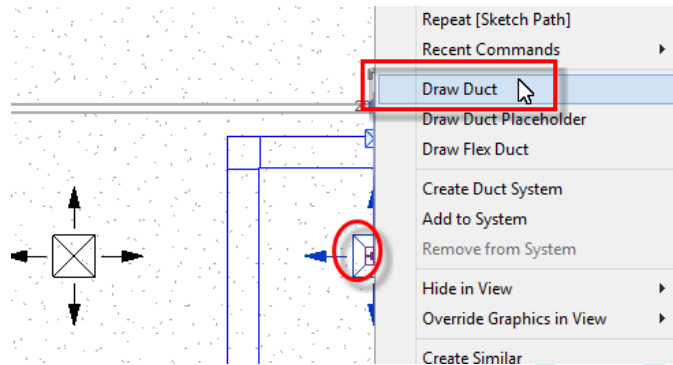 Repeat [Sketch Path]
Recent Commands
Draw Duct
Draw Duct Placeholder
Draw Flex Duct
Create Duct System
Add to System
Remove from System
Hide in View
Override Graphics in View
Create Similar